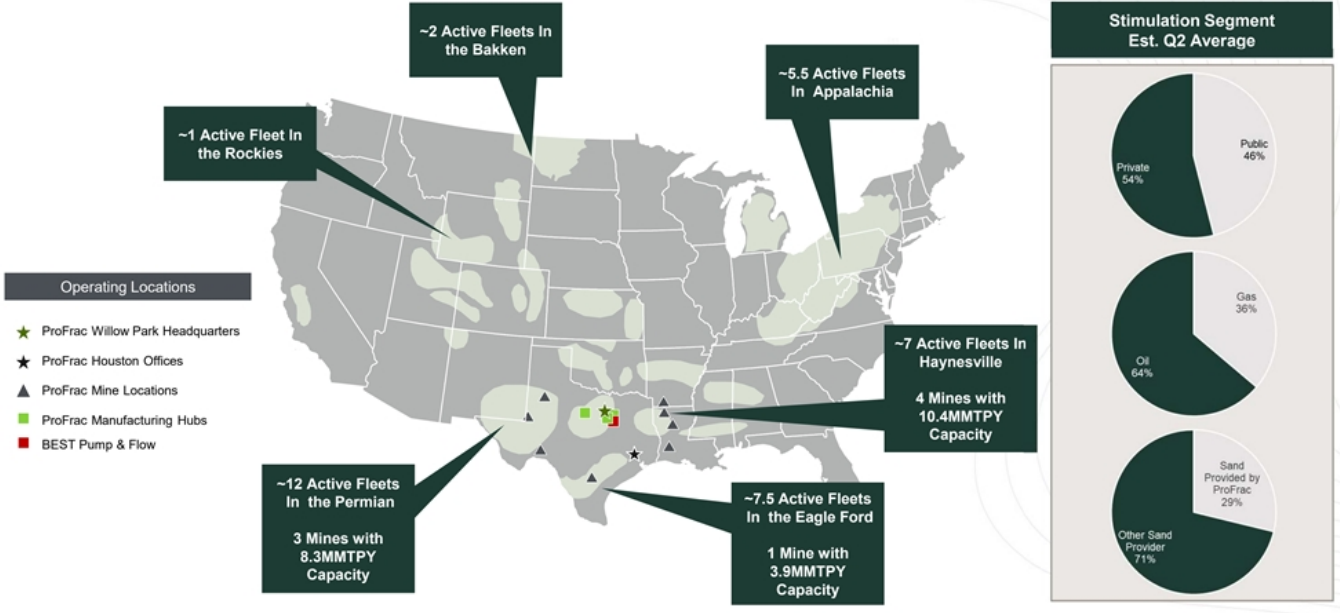 ~2 Active Fleets In
the Bakken
~5.5 Active Fleets
In Appalachia
~1 Active Fleet In
the Rockies
Operating Locations
ProFrac Willow Park Headquarters
ProFrac Houston Offices
ProFrac Mine Locations
ProFrac Manufacturing Hubs
BEST Pump & Flow
~7 Active Fleets In
Haynesville
4 Mines with
10.4MMTPY
Capacity
~12 Active Fleets
In the Permian
3 Mines with
8.3MMTPY
Capacity
~7.5 Active Fleets
In the Eagle Ford
1 Mine with
3.9MMTPY
Capacity
Stimulation Segment
Est. Q2 Average
Public
46%
Private
54%
Gas
36%
Oil
64%
Sand
Provided by
ProFrac
29%
Other Sand
Provider
71%